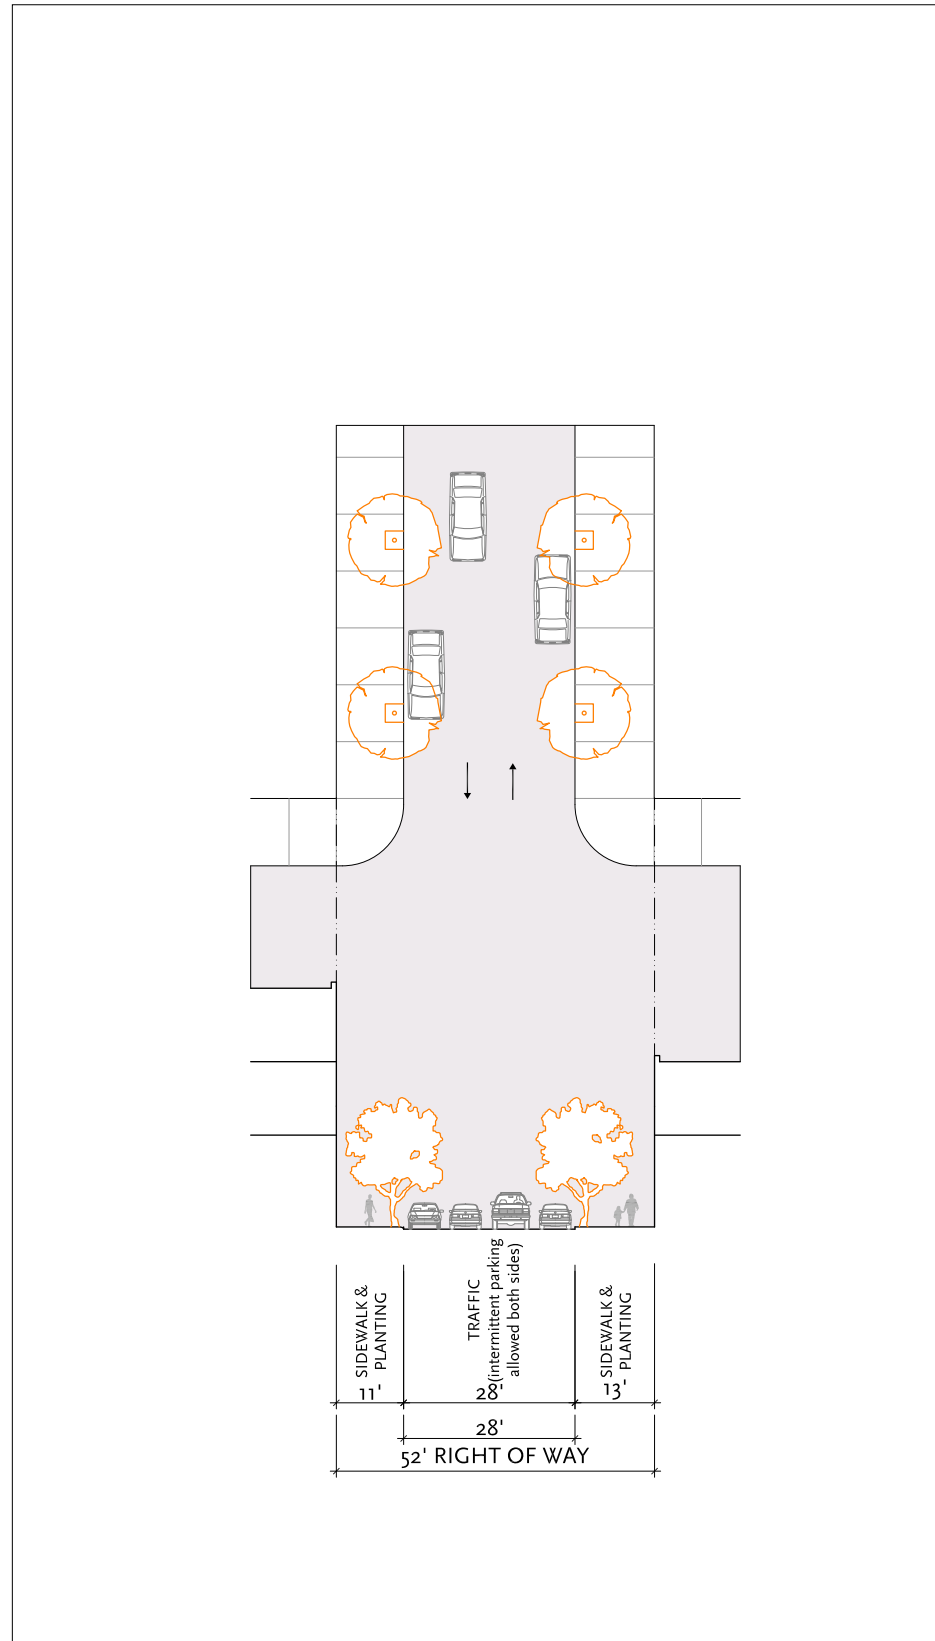 SIDEWALK &
PLANTING
TRAFFIC
(intermittent parking
allowed both sides)
SIDEWALK &
PLANTING
11'
28'
13'
28'
52' RIGHT OF WAY